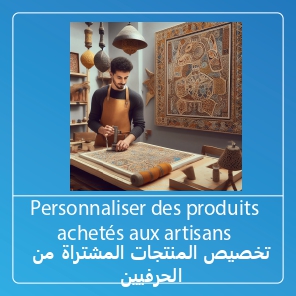 Personnaliser des produits
achetés aux artisans
تخصيص المنتجات المشتراة من
الحرفيين